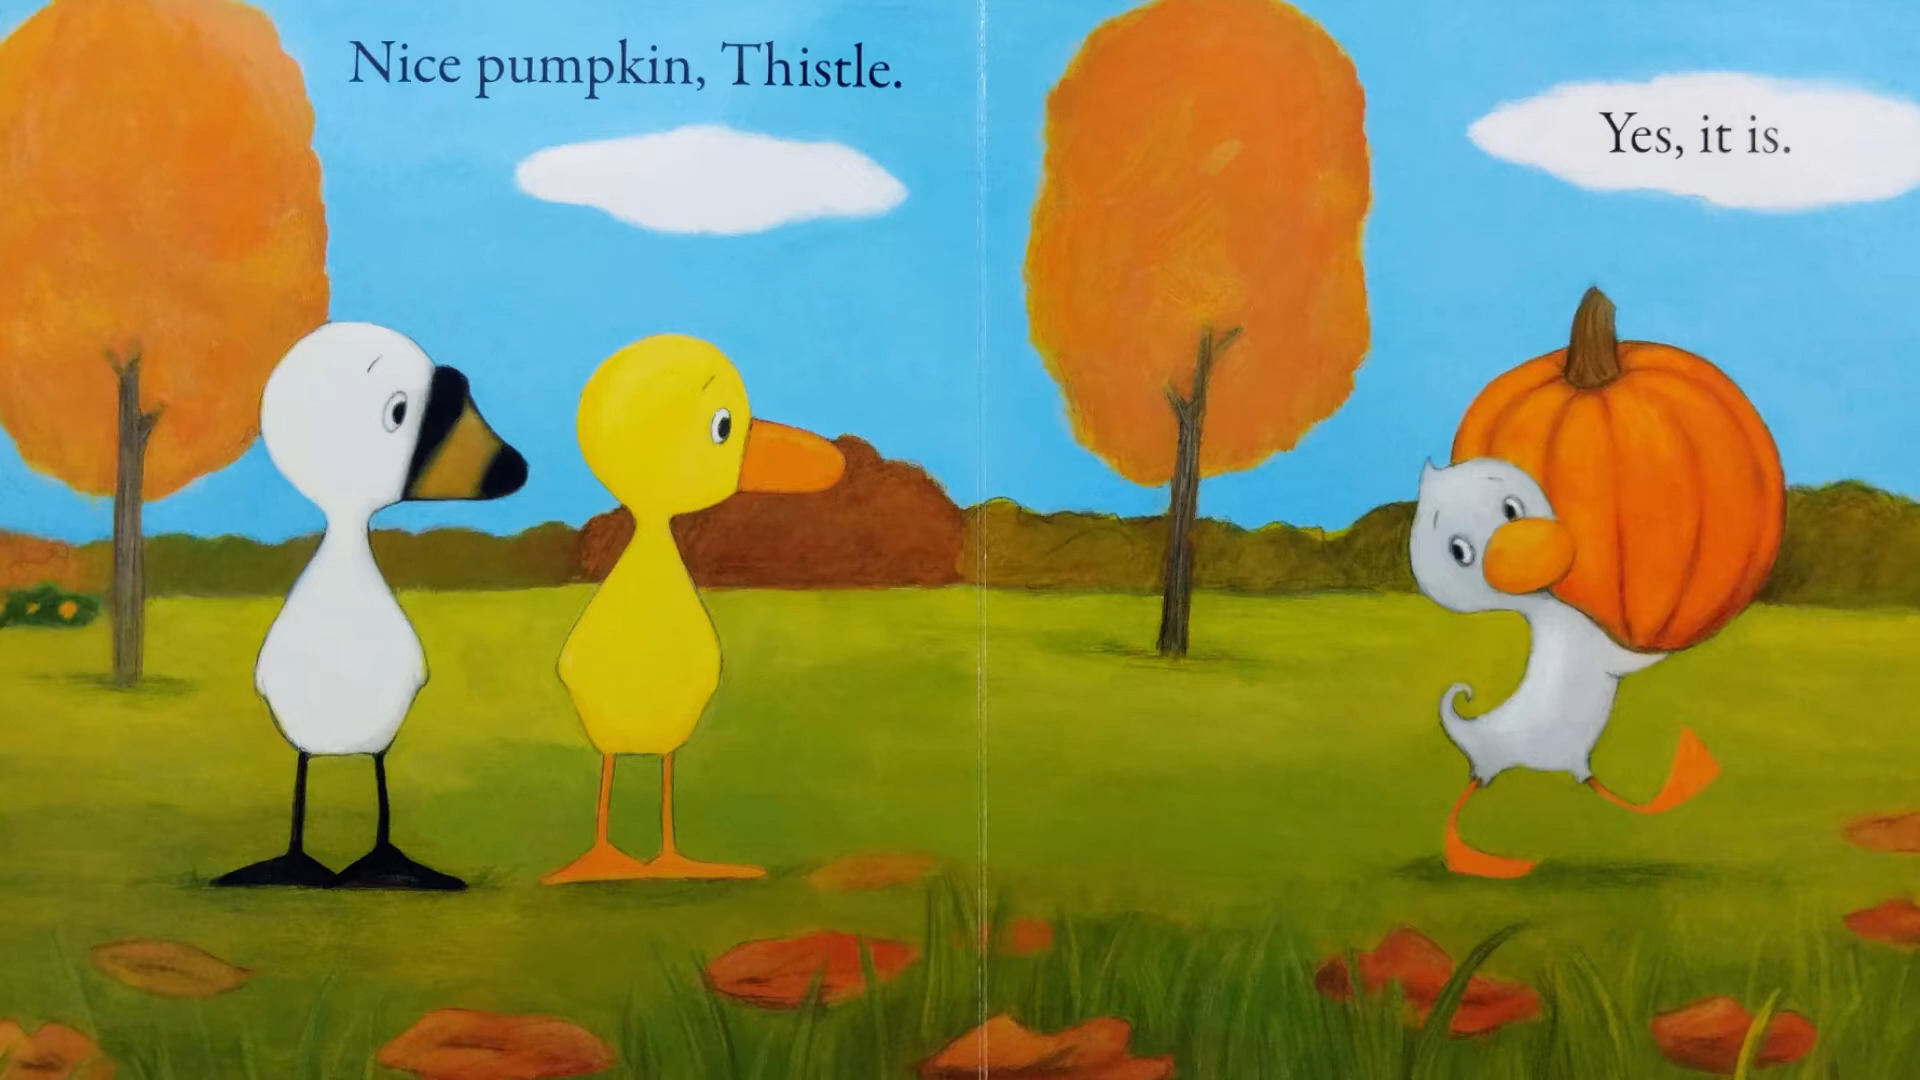 Nice pumpkin, Thistle.
Yes, it is.